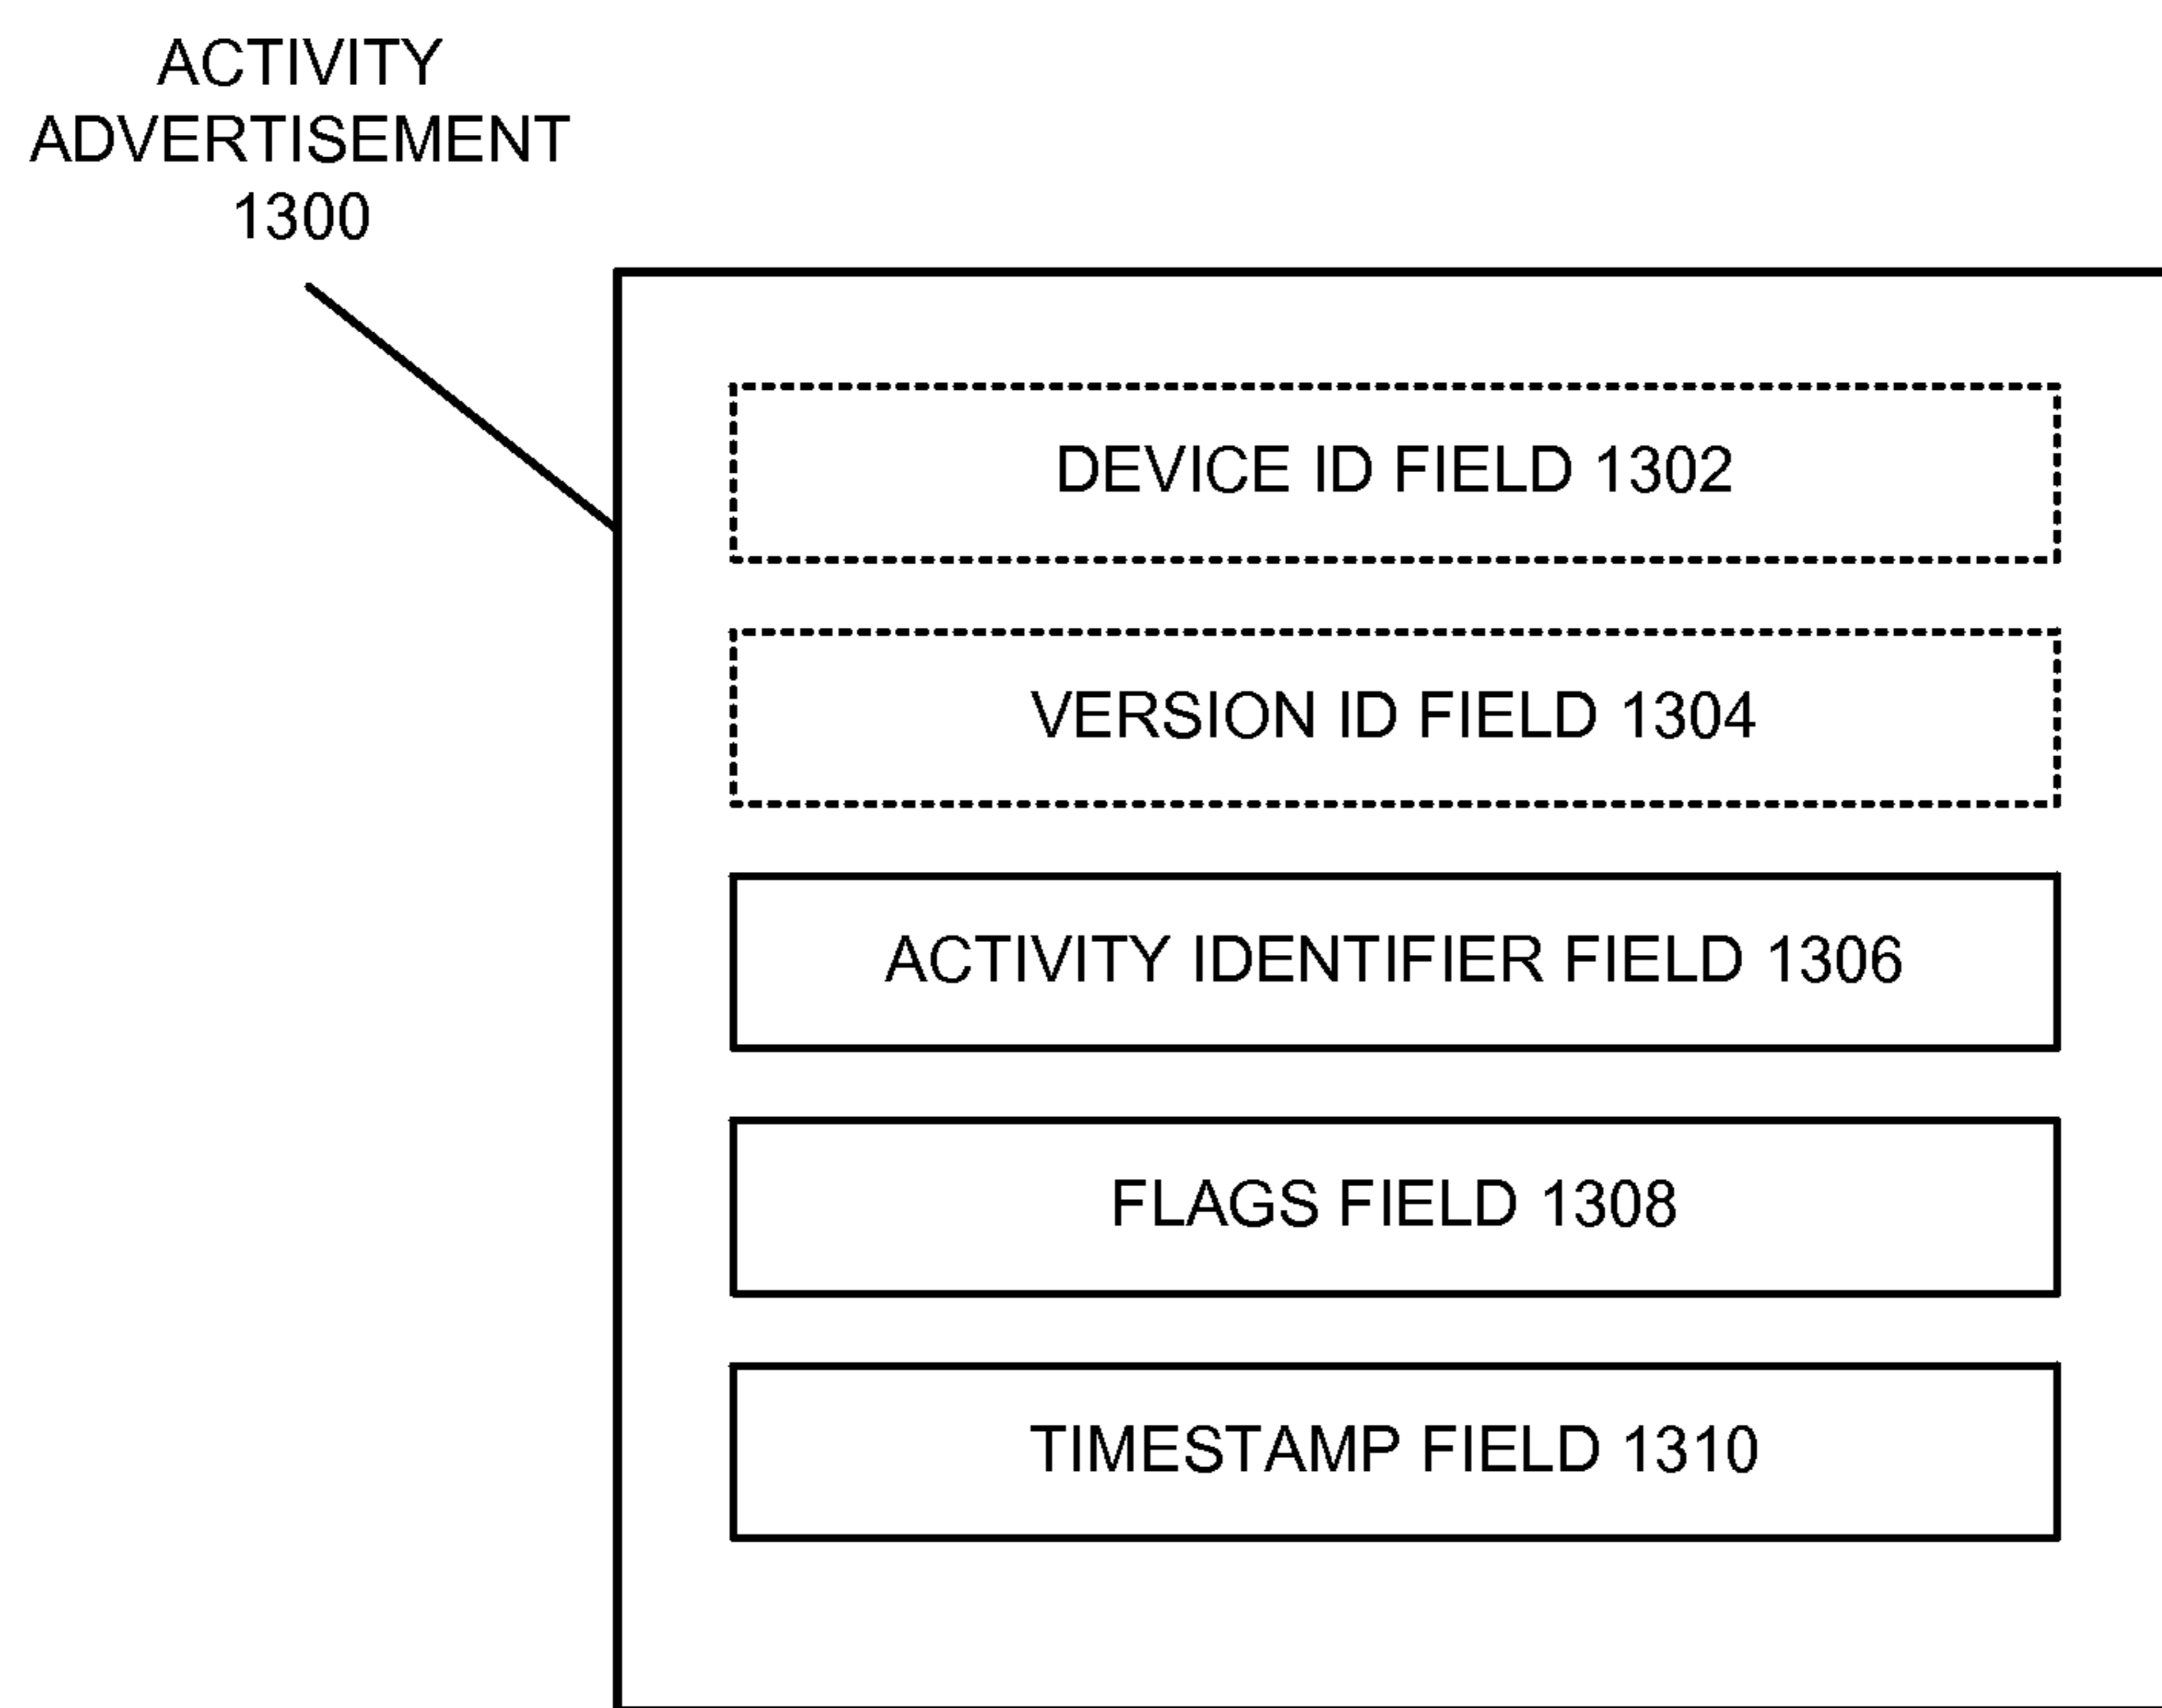 ACTIVITY
ADVERTISEMENT
1300
DEVICE ID FIELD 1302
VERSION ID FIELD 1304
ACTIVITY IDENTIFIER FIELD 1306
FLAGS FIELD 1308
TIMESTAMP FIELD 1310